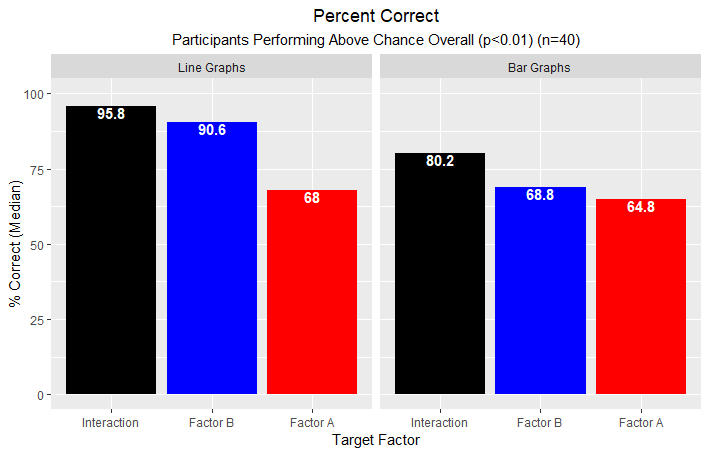 Percent Correct
Participants Performing Above Chance Overall (p<0.01) (n=40)
Line Graphs
Bar Graphs
% Correct (Median)
100
75
50
25
0
95.8
90.6
68
80.2
68.8
64.8
Interaction
Factor B
Factor A
Interaction
Factor B
Factor A
Target Factor